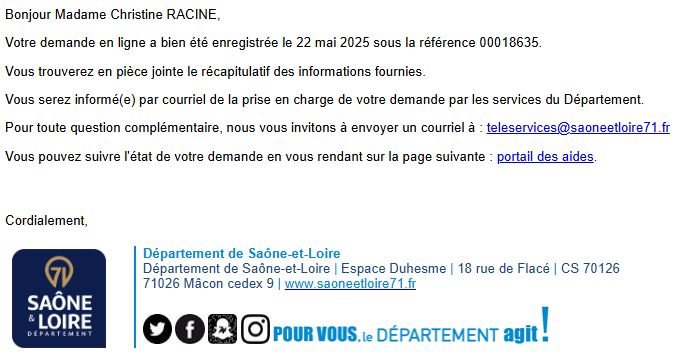 Bonjour Madame Christine RACINE,
Votre demande en ligne a bien été enregistrée le 22 mai 2025 sous la référence 00018635.
Vous trouverez en pièce jointe le récapitulatif des informations fournies.
Vous serez informé(e) par courriel de la prise en charge de votre demande par les services du Département.
Pour toute question complémentaire, nous vous invitons à envoyer un courriel à : teleservices@saoneetloire71.fr
Vous pouvez suivre l'état de votre demande en vous rendant sur la page suivante : portail des aides.
Cordialement,
71
SAÔNE
& LOIRE
DÉPARTEMENT
Département de Saône-et-Loire
Département de Saône-et-Loire | Espace Duhesme | 18 rue de Flacé | CS 70126
71026 Mâcon cedex 9 | www.saoneetloire71.fr
POUR VOUS, le DÉPARTEMENT agit !